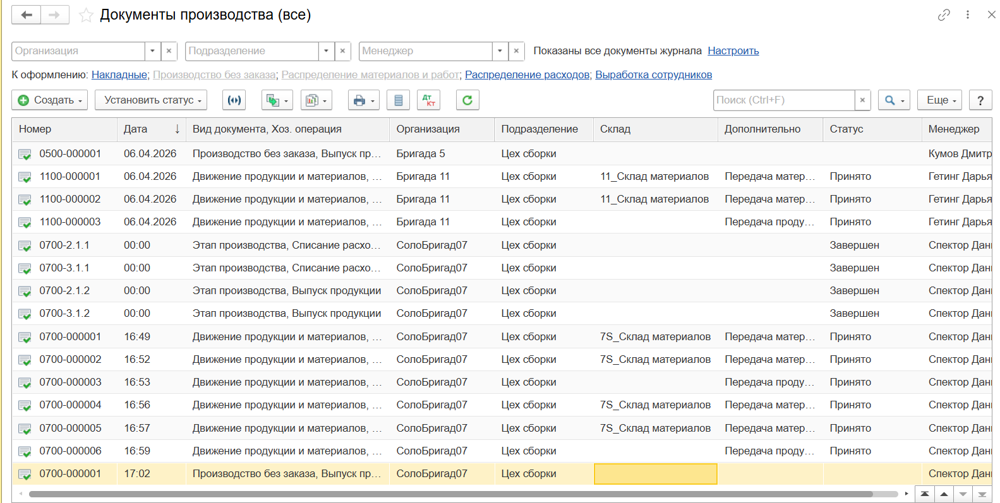 Документы производства (все)
Организация Подразделение Менеджер Показаны все документы журнала Настроить
К оформлению: Накладные; Производство без заказа; Распределение материалов и работ; Распределение расходов; Выработка сотрудников
Создать Установить статус Дт Кт Поиск (Ctrl+F) Еще ?
Номер Дата Вид документа, Хоз. операция Организация Подразделение Склад Дополнительно Статус Менеджер
0500-000001 06.04.2026 Производство без заказа, Выпуск пр... Бригада 5 Цех сборки Кумов Дмитр
1100-000001 06.04.2026 Движение продукции и материалов, ... Бригада 11 Цех сборки 11_Склад материалов Передача матер... Принято Гетинг Дарья
1100-000002 06.04.2026 Движение продукции и материалов, ... Бригада 11 Цех сборки 11_Склад материалов Передача матер... Принято Гетинг Дарья
1100-000003 06.04.2026 Движение продукции и материалов, ... Бригада 11 Цех сборки Передача проду... Принято Гетинг Дарья
0700-2.1.1 00:00 Этап производства, Списание расхо... СолоБригад07 Цех сборки Завершен Спектор Дан
0700-3.1.1 00:00 Этап производства, Списание расхо... СолоБригад07 Цех сборки Завершен Спектор Дан
0700-2.1.2 00:00 Этап производства, Выпуск продукции СолоБригад07 Цех сборки Завершен Спектор Дан
0700-3.1.2 00:00 Этап производства, Выпуск продукции СолоБригад07 Цех сборки Завершен Спектор Дан
0700-000001 16:49 Движение продукции и материалов, ... СолоБригад07 Цех сборки 7S_Склад материалов Передача матер... Принято Спектор Дан
0700-000002 16:52 Движение продукции и материалов, ... СолоБригад07 Цех сборки 7S_Склад материалов Передача матер... Принято Спектор Дан
0700-000003 16:53 Движение продукции и материалов, ... СолоБригад07 Цех сборки Передача проду... Принято Спектор Дан
0700-000004 16:56 Движение продукции и материалов, ... СолоБригад07 Цех сборки 7S_Склад материалов Передача матер... Принято Спектор Дан
0700-000005 16:57 Движение продукции и материалов, ... СолоБригад07 Цех сборки 7S_Склад материалов Передача матер... Принято Спектор Дан
0700-000006 16:59 Движение продукции и материалов, ... СолоБригад07 Цех сборки Передача проду... Принято Спектор Дан
0700-000001 17:02 Производство без заказа, Выпуск пр... СолоБригад07 Цех сборки Спектор Дан